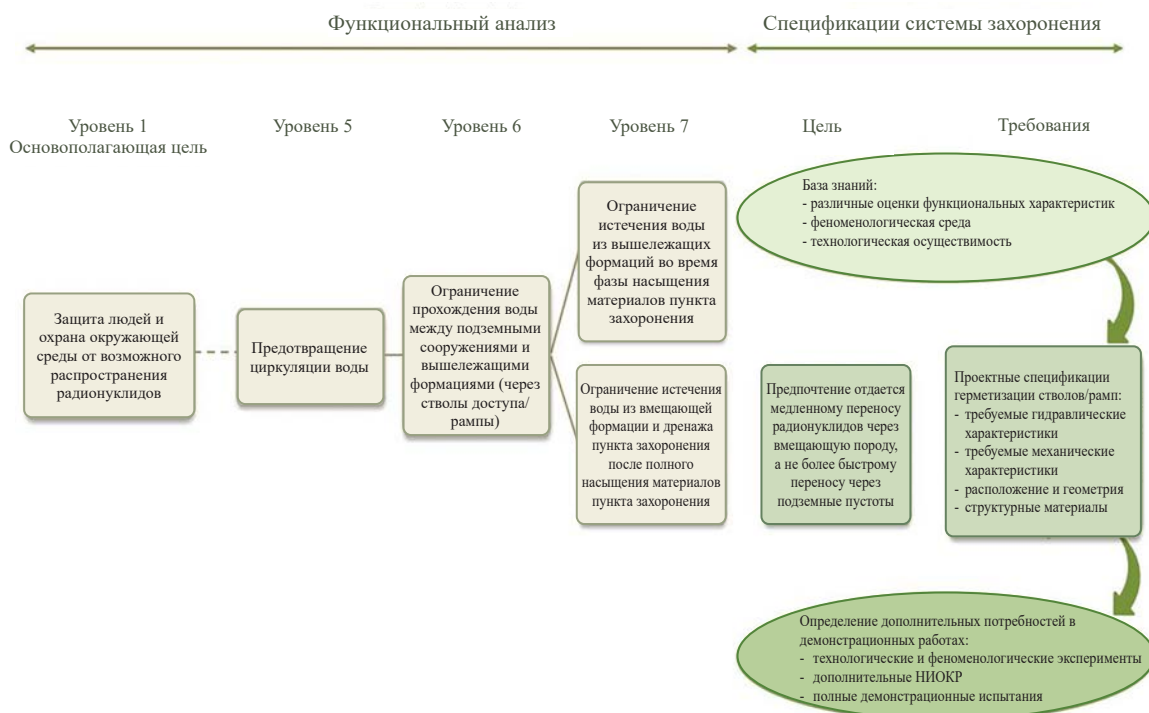 Функциональный анализ
Спецификации системы захоронения
Уровень 1
Основополагающая цель
Уровень 5
Уровень 6
Уровень 7
Цель
Требования
Защита людей и
охрана окружающей
среды от возможного
распространения
радионуклидов
Предотвращение
циркуляции воды
Ограничение
прохождения воды
между подземными
сооружениями и
вышележащими
формациями (через
стволы доступа/
рампы)
Ограничение
истечения воды
из вышележащих
формаций во время
фазы насыщения
материалов пункта
захоронения
Ограничение истечения
воды из вмещающей
формации и дренажа
пункта захоронения
после полного
насыщения материалов
пункта захоронения
База знаний:
- различные оценки функциональных характеристик
- феноменологическая среда
- технологическая осуществимость
Предпочтение отдается
медленному переносу
радионуклидов через
вмещающую породу,
а не более быстрому
переносу через
подземные пустоты
Проектные спецификации
герметизации стволов/рамп:
- требуемые гидравлические
характеристики
- требуемые механические
характеристики
- расположение и геометрия
- структурные материалы
Определение дополнительных потребностей в
демонстрационных работах:
- технологические и феноменологические эксперименты
- дополнительные НИОКР
- полные демонстрационные испытания